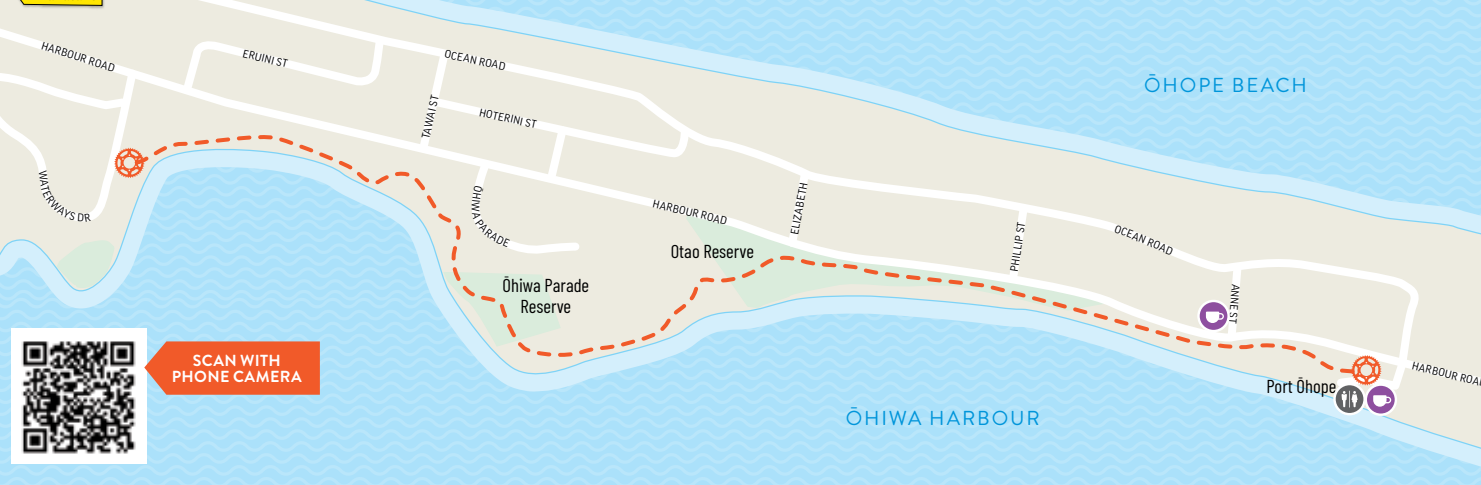 HARBOUR ROAD
ERUINI ST
OCEAN ROAD
ŌHOPE BEACH
TAWAI ST
HOTERINI ST
WATERWAYS DR
ŌHIWA PARADE
HARBOUR ROAD
ELIZABETH
PHILLIP ST
OCEAN ROAD
Otao Reserve
Ōhiwa Parade
Reserve
ANNE ST
SCAN WITH
PHONE CAMERA
Port Ōhope
HARBOUR ROA
ŌHIWA HARBOUR